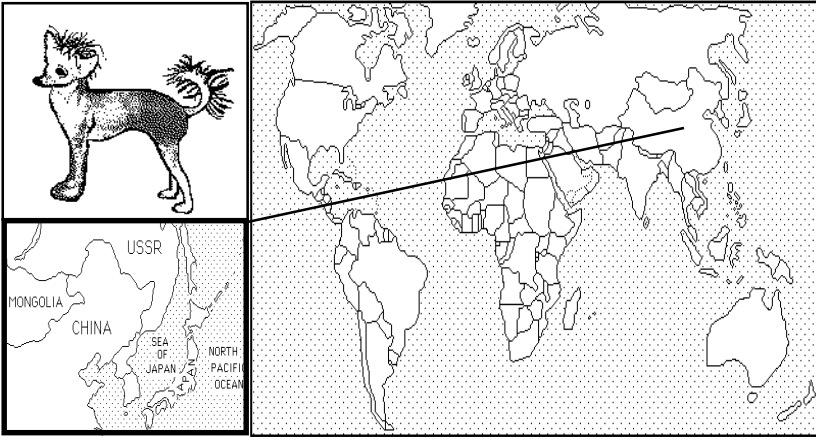 USSR
MONGOLIA
CHINA
SEA
OF
JAPAN
JAPAN
NORTH
PACIFIC
OCEAN